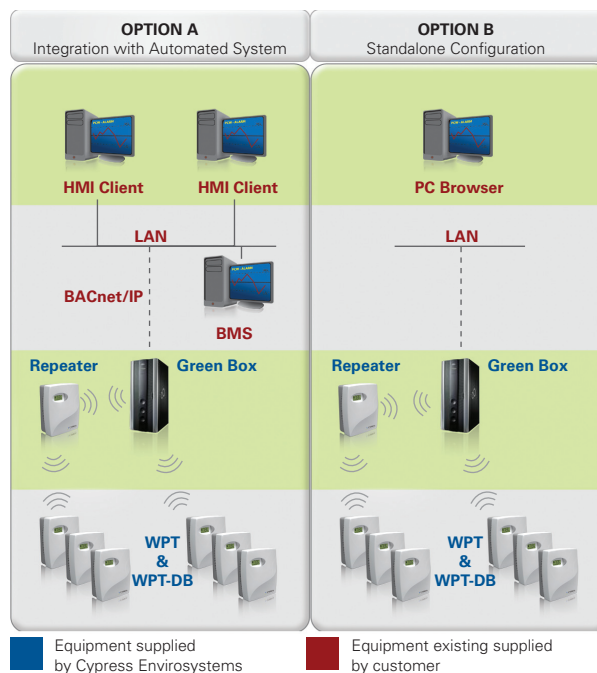 OPTION A
Integration with Automated System
OPTION B
Standalone Configuration
HMI Client
HMI Client
PC Browser
LAN
LAN
BACnet/IP
BMS
Repeater
Green Box
Repeater
Green Box
WPT
&
WPT-DB
WPT
&
WPT-DB
Equipment supplied
by Cypress Envirosystems
Equipment existing supplied
by customer